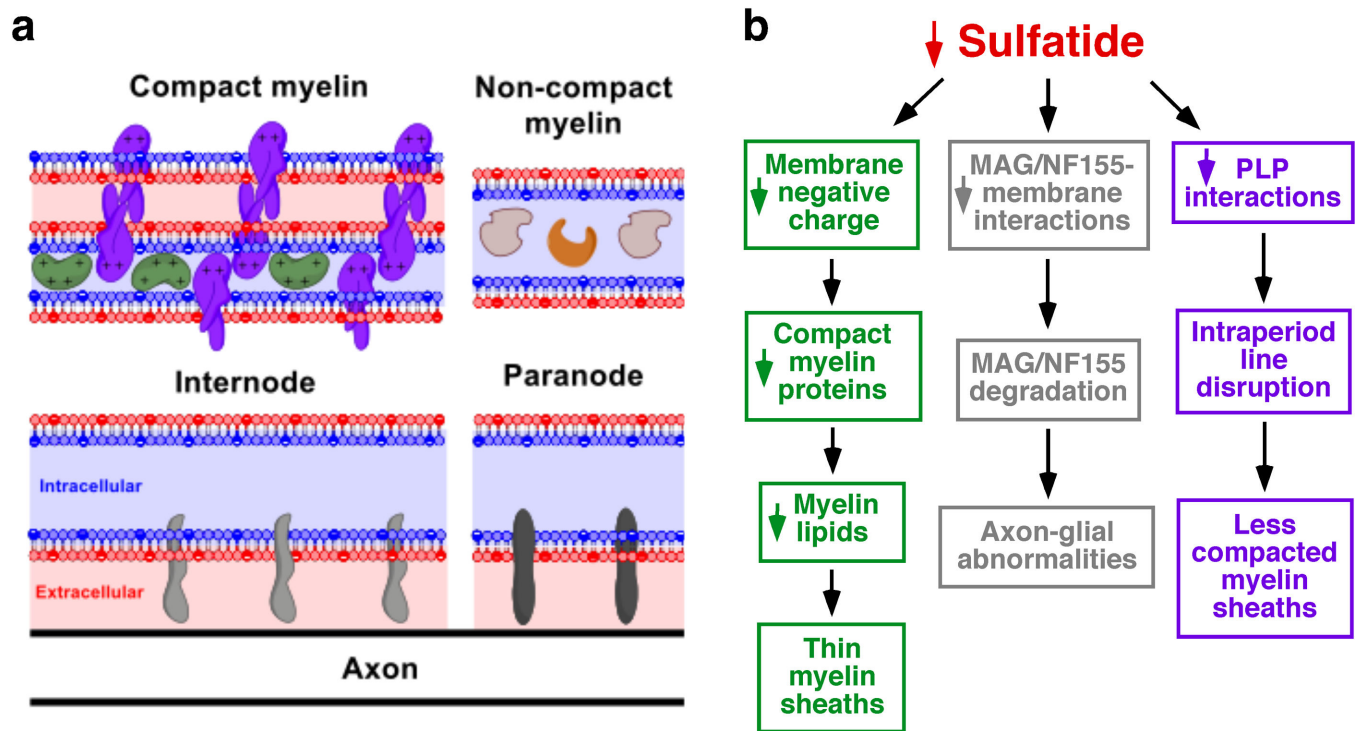 a
Compact myelin
Non-compact
myelin
Internode
Paranode
Intracellular
Extracellular
Axon
b
Sulfatide
Membrane
negative
charge
Compact
myelin
proteins
Myelin
lipids
Thin
myelin
sheaths
MAG/NF155-
membrane
interactions
MAG/NF155
degradation
Axon-glial
abnormalities
PLP
interactions
Intraperiod
line
disruption
Less
compacted
myelin
sheaths